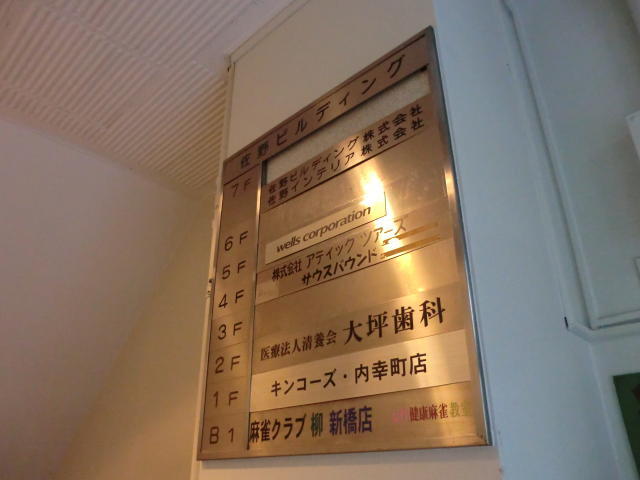 佐野ビルディング
7F 佐野ビルディング株式会社
佐野インテリア株式会社
6F wells corporation
5F 株式会社 アティック ツアーズ
サウスバウンド
4F
3F 医療法人清養会 大坪歯科
2F
1F キンコーズ・内幸町店
B1 麻雀クラブ 柳 新橋店 健康麻雀教室